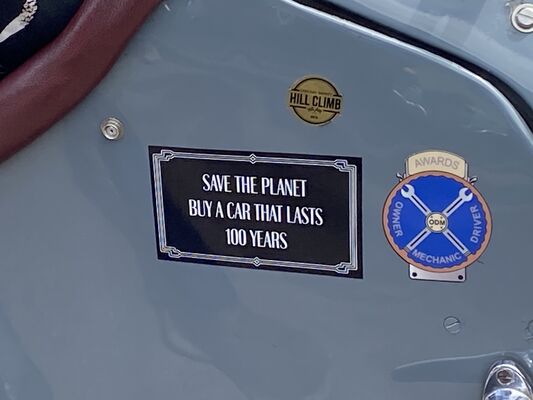 HILL CLIMB
SAVE THE PLANET
BUY A CAR THAT LASTS
100 YEARS
AWARDS
OWNER
ODM
DRIVER
MECHANIC